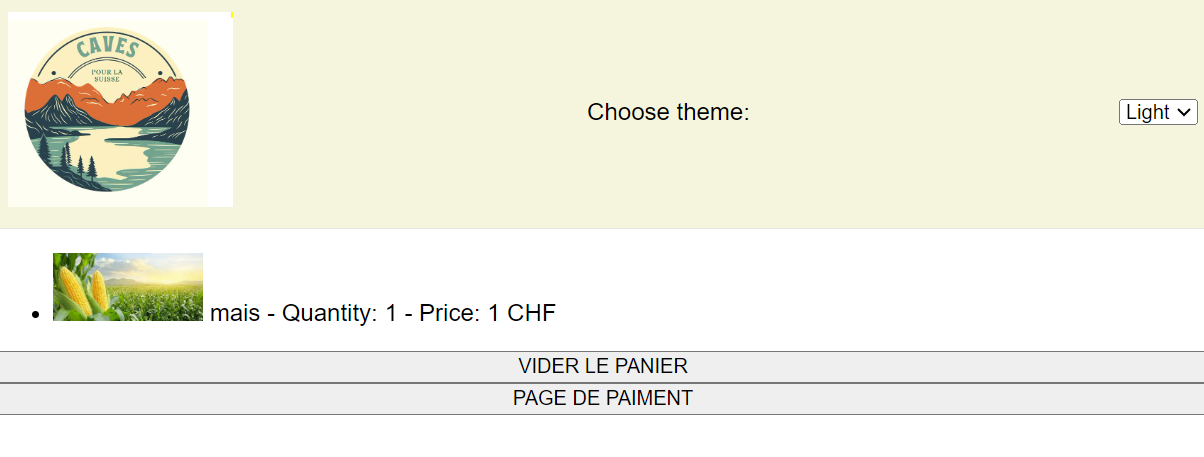 CAVES
POUR LA
SUISSE
Choose theme:
Light
mais - Quantity: 1 - Price: 1 CHF
VIDER LE PANIER
PAGE DE PAIMENT